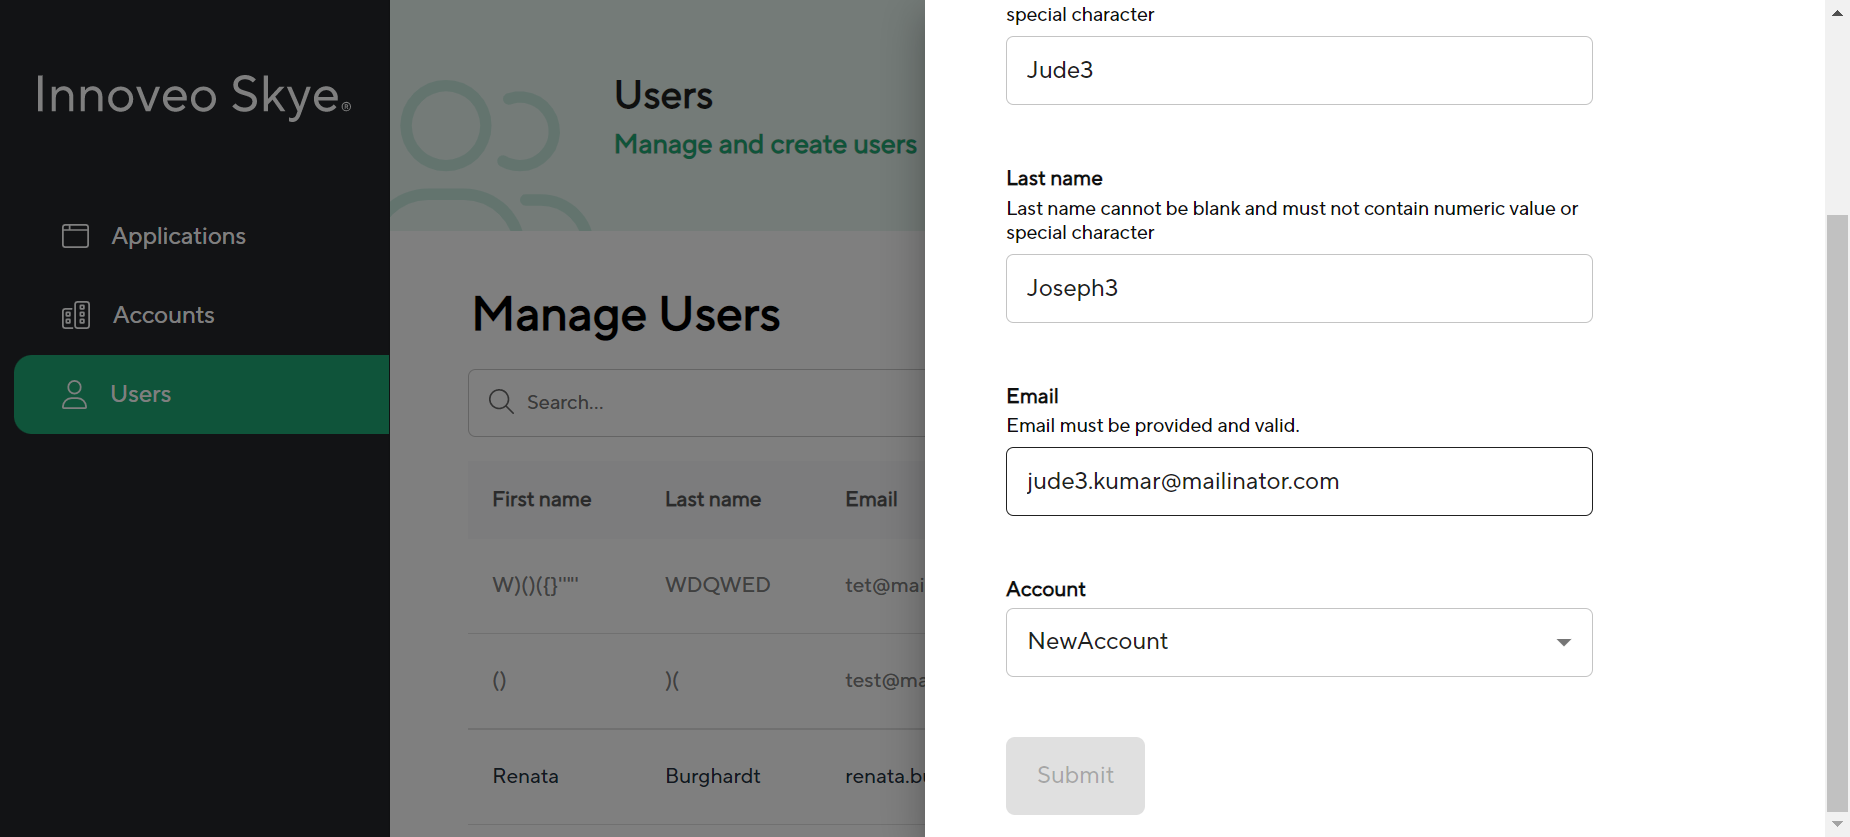 Innoveo Skye®
Applications
Accounts
Users
Users
Manage and create users
Manage Users
Search...
First name Last name Email
W)()({}""' WDQWED tet@mai
() )( test@ma
Renata Burghardt renata.bu
special character
Jude3
Last name
Last name cannot be blank and must not contain numeric value or
special character
Joseph3
Email
Email must be provided and valid.
jude3.kumar@mailinator.com
Account
NewAccount
Submit